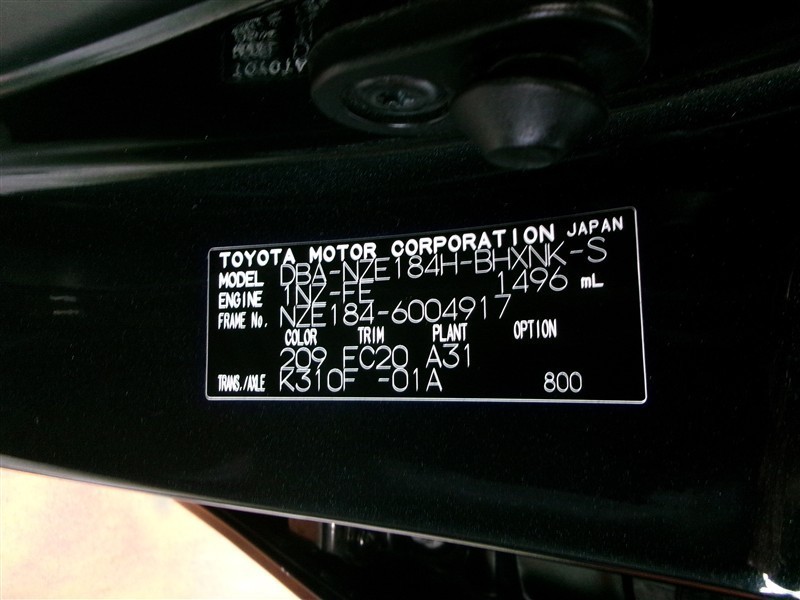 TOYOTA MOTOR CORPORATION JAPAN
MODEL DBA-NZE184H-BHXNK-S
ENGINE 1NZ-FE 1496 mL
FRAME No. NZE184-6004917
COLOR TRIM PLANT OPTION
209 FC20 A31
TRANS./AXLE K310F -01A 800